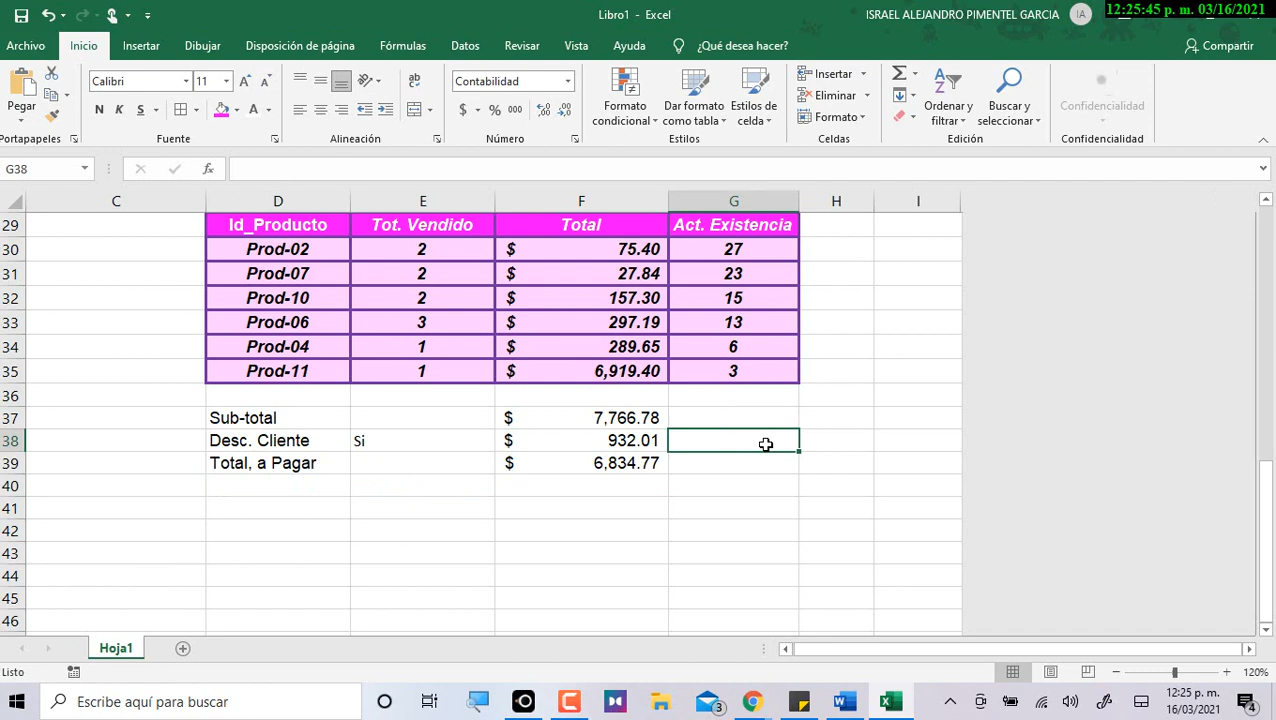 Libro1 - Excel
ISRAEL ALEJANDRO PIMENTEL GARCIA
IA
12:25:45 p. m. 03/16/2021
Archivo Inicio Insertar Dibujar Disposición de página Fórmulas Datos Revisar Vista Ayuda ¿Qué desea hacer? Compartir
Pegar
Calibri 11
N K S
Contabilidad
$ % 000
Formato condicional
Dar formato como tabla
Estilos de celda
Insertar
Eliminar
Formato
Ordenar y filtrar
Buscar y seleccionar
Confidencialidad
Portapapeles Fuente Alineación Número Estilos Celdas Edición Confidencialidad
G38 fx
C D E F G H I
29 Id_Producto Tot. Vendido Total Act. Existencia
30 Prod-02 2 $ 75.40 27
31 Prod-07 2 $ 27.84 23
32 Prod-10 2 $ 157.30 15
33 Prod-06 3 $ 297.19 13
34 Prod-04 1 $ 289.65 6
35 Prod-11 1 $ 6,919.40 3
36
37 Sub-total $ 7,766.78
38 Desc. Cliente Si $ 932.01
39 Total, a Pagar $ 6,834.77
40
41
42
43
44
45
46
Hoja1
Listo
120%
Escribe aquí para buscar
3
12:25 p. m.
16/03/2021
4